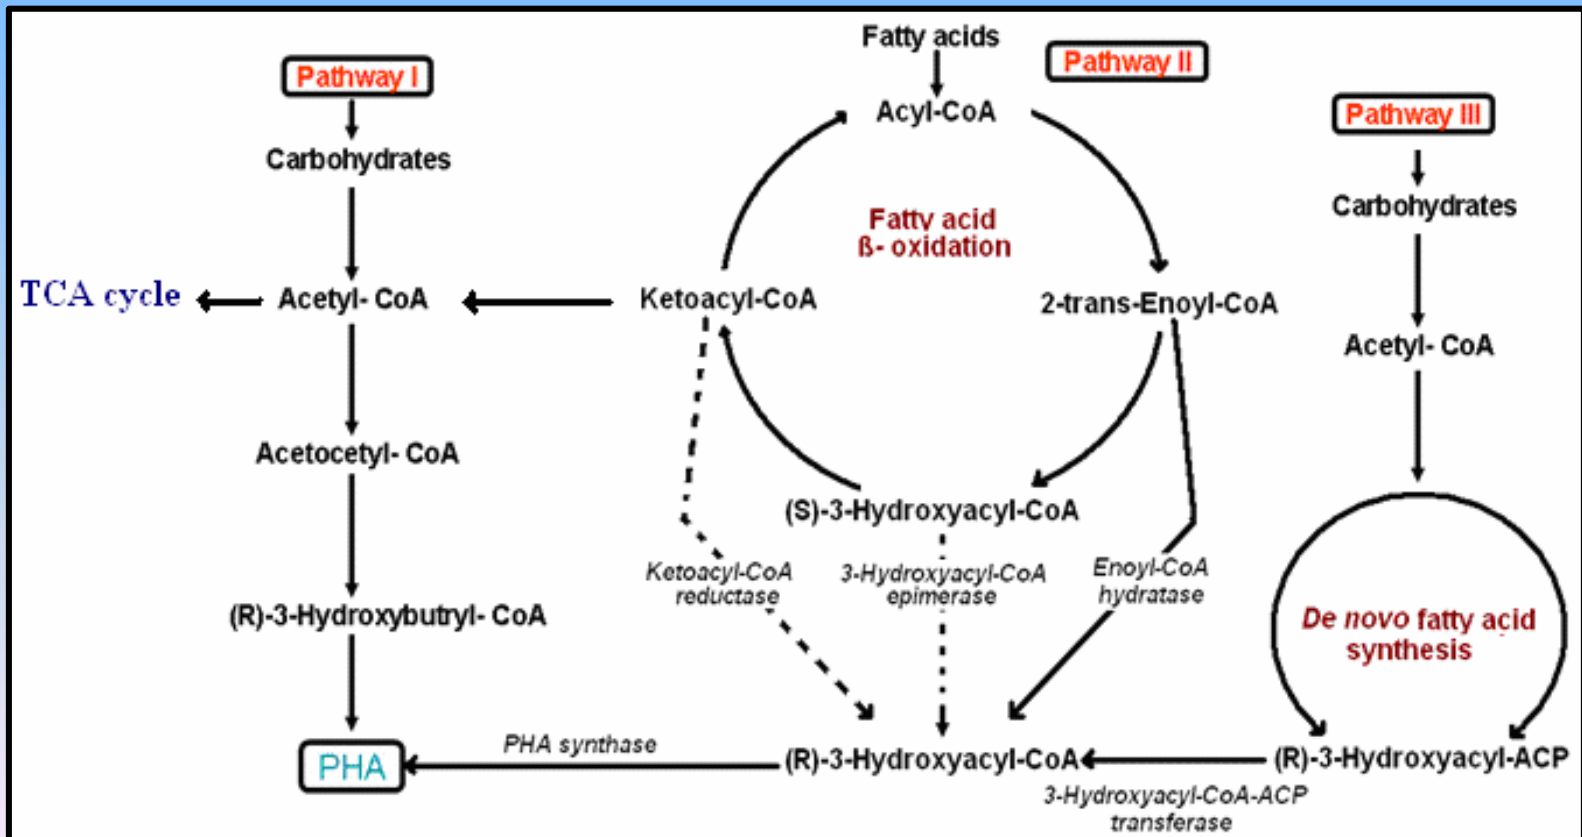 Fatty acids
Pathway I
Pathway II
Acyl-CoA
Pathway III
Carbohydrates
Carbohydrates
Fatty acid
ß- oxidation
TCA cycle
Acetyl- CoA
Ketoacyl-CoA
2-trans-Enoyl-CoA
Acetyl- CoA
Acetocetyl- CoA
(S)-3-Hydroxyacyl-CoA
Ketoacyl-CoA
reductase
3-Hydroxyacyl-CoA
epimerase
Enoyl-CoA
hydratase
(R)-3-Hydroxybutryl- CoA
De novo fatty acid
synthesis
PHA
PHA synthase
(R)-3-Hydroxyacyl-CoA
(R)-3-Hydroxyacyl-ACP
3-Hydroxyacyl-CoA-ACP
transferase